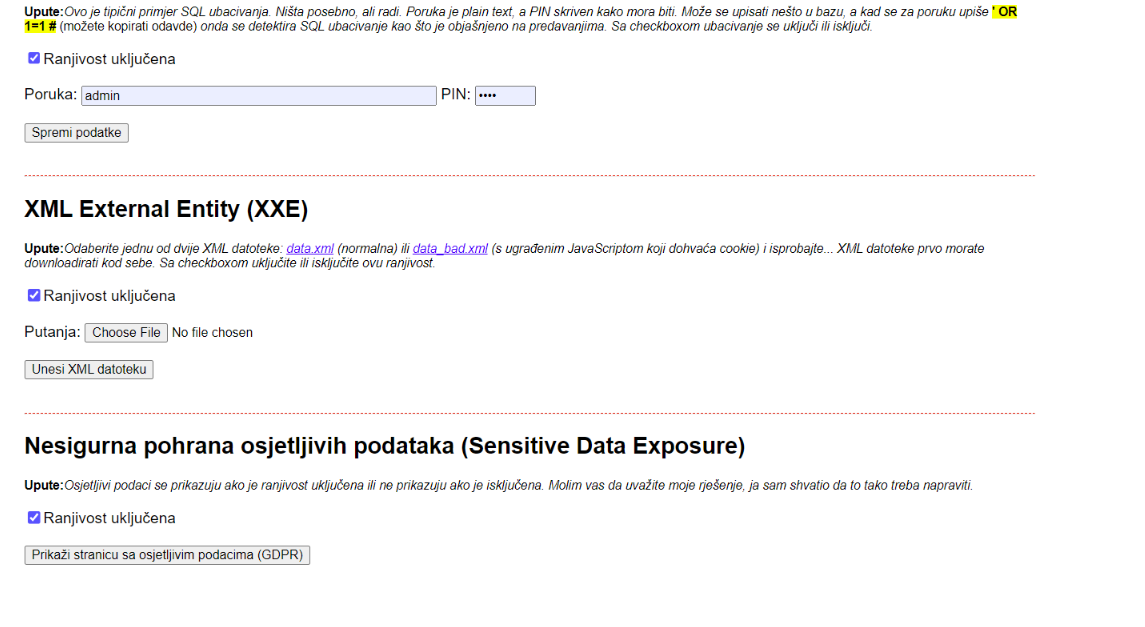 Upute:Ovo je tipični primjer SQL ubacivanja. Ništa posebno, ali radi. Poruka je plain text, a PIN skriven kako mora biti. Može se upisati nešto u bazu, a kad se za poruku upiše ' OR
1=1 # (možete kopirati odavde) onda se detektira SQL ubacivanje kao što je objašnjeno na predavanjima. Sa checkboxom ubacivanje se uključi ili isključi.
Ranjivost uključena
Poruka: admin PIN: ••••
Spremi podatke
XML External Entity (XXE)
Upute:Odaberite jednu od dvije XML datoteke: data.xml (normalna) ili data_bad.xml (s ugrađenim JavaScriptom koji dohvaća cookie) i isprobajte... XML datoteke prvo morate
downloadirati kod sebe. Sa checkboxom uključite ili isključite ovu ranjivost.
Ranjivost uključena
Putanja: Choose File No file chosen
Unesi XML datoteku
Nesigurna pohrana osjetljivih podataka (Sensitive Data Exposure)
Upute:Osjetljivi podaci se prikazuju ako je ranjivost uključena ili ne prikazuju ako je isključena. Molim vas da uvažite moje rješenje, ja sam shvatio da to tako treba napraviti.
Ranjivost uključena
Prikaži stranicu sa osjetljivim podacima (GDPR)